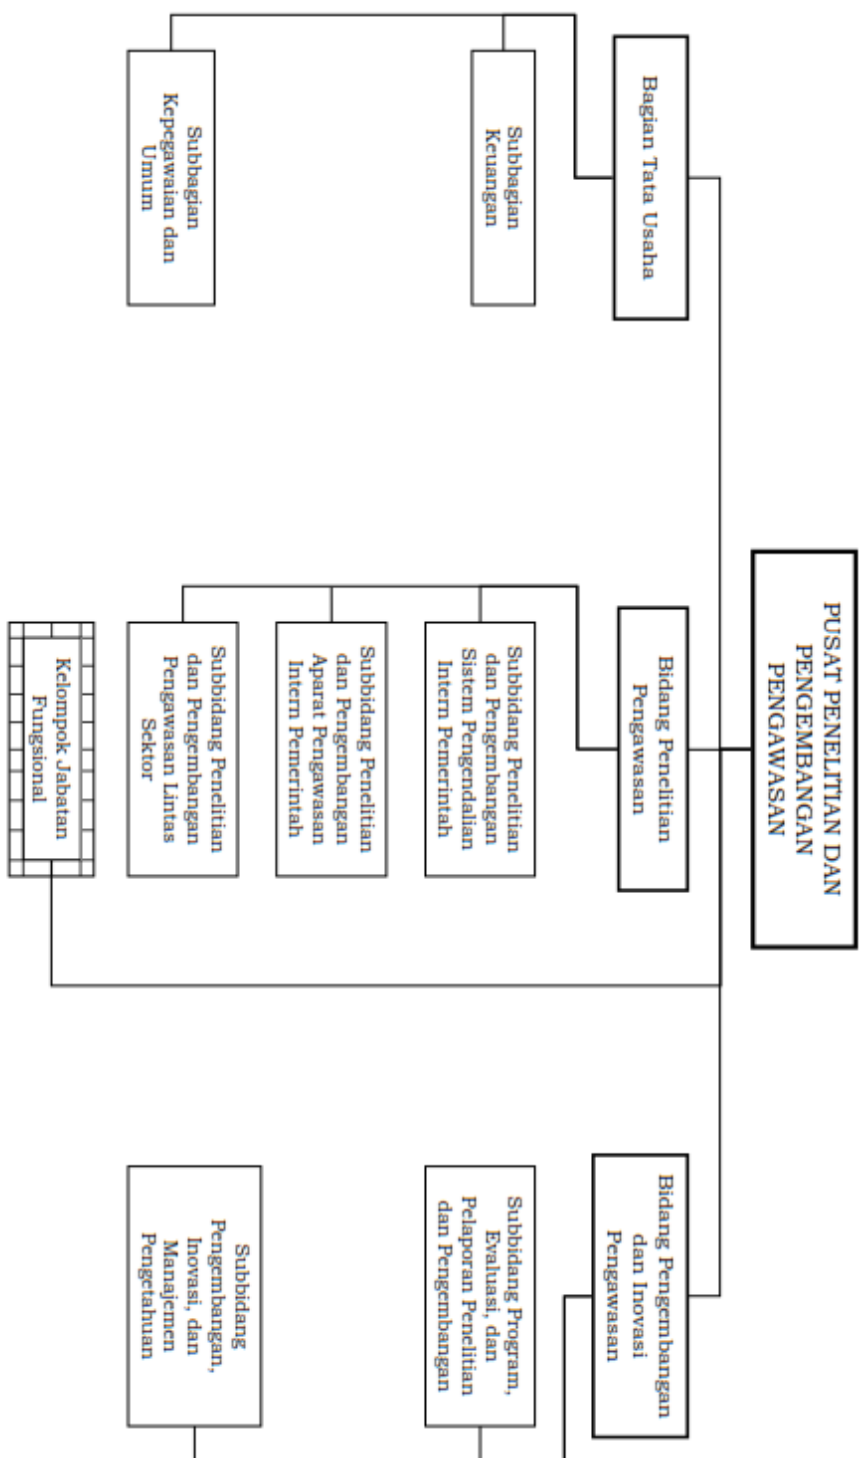 PUSAT PENELITIAN DAN
PENGEMBANGAN
PENGAWASAN
Bagian Tata Usaha
Bidang Penelitian
Pengawasan
Bidang Pengembangan
dan Inovasi
Pengawasan
Subbagian
Keuangan
Subbidang Penelitian
dan Pengembangan
Sistem Pengendalian
Intern Pemerintah
Subbidang Program,
Evaluasi, dan
Pelaporan Penelitian
dan Pengembangan
Subbidang Penelitian
dan Pengembangan
Aparat Pengawasan
Intern Pemerintah
Subbagian
Kepegawaian dan
Umum
Subbidang Penelitian
dan Pengembangan
Pengawasan Lintas
Sektor
Subbidang
Pengembangan,
Inovasi, dan
Manajemen
Pengetahuan
Kelompok Jabatan
Fungsional